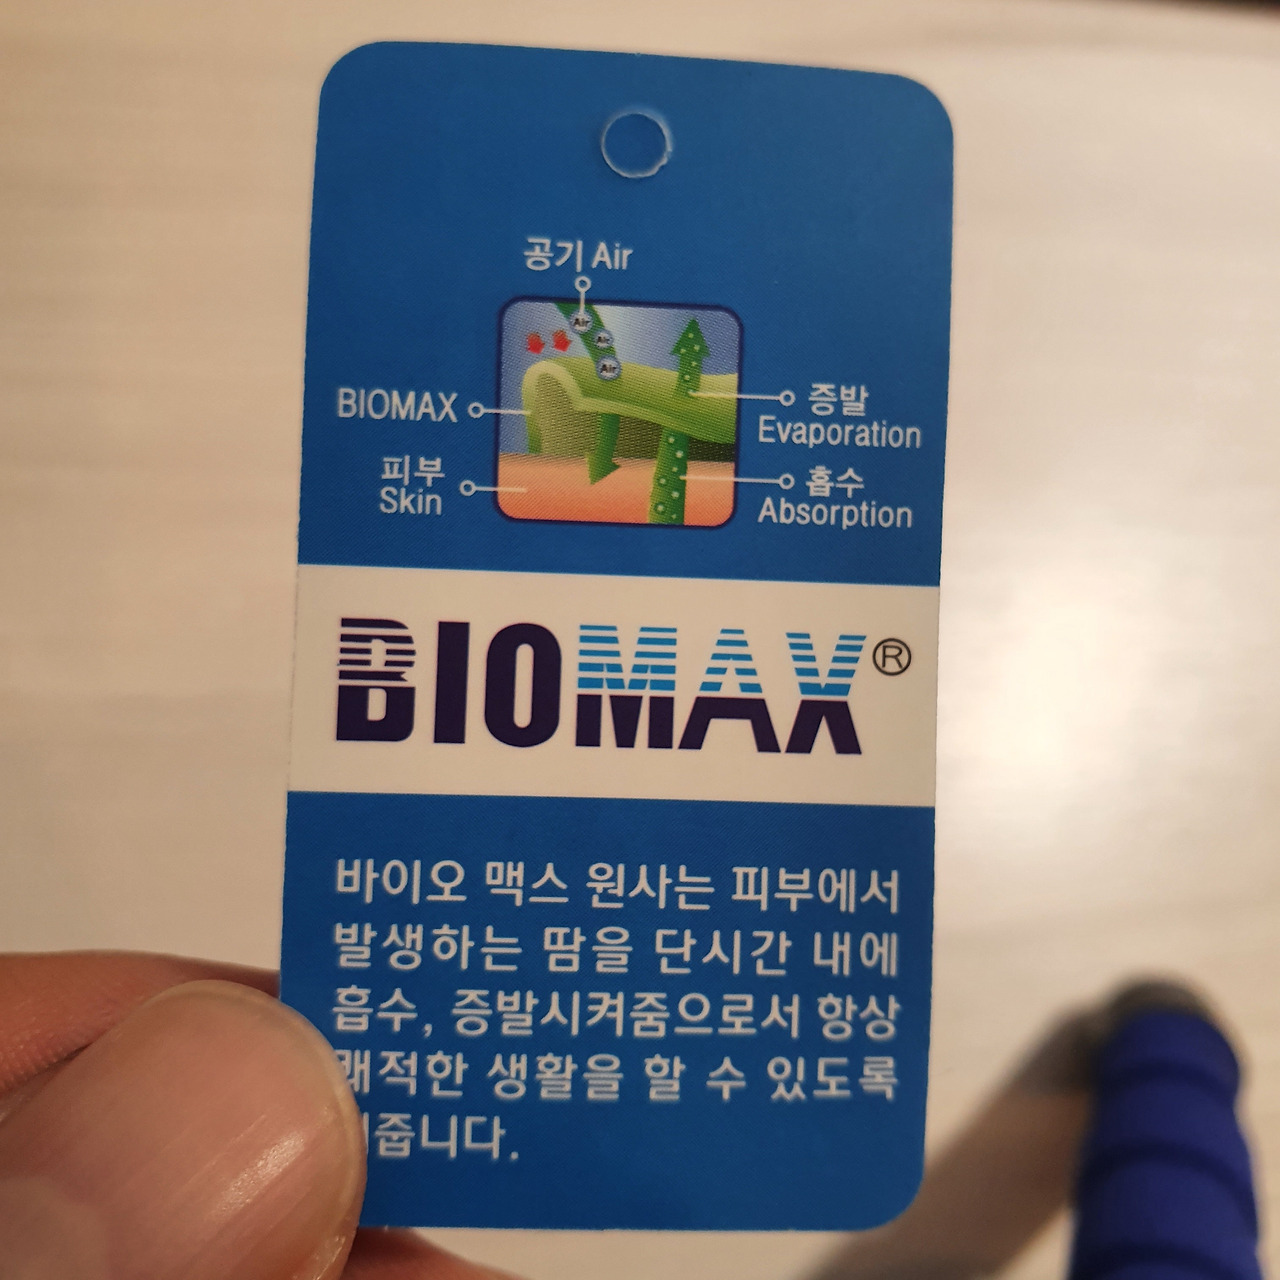 공기 Air
Air
Air
Air
BIOMAX
증발
Evaporation
피부
Skin
흡수
Absorption
BIOMAX®
바이오 맥스 원사는 피부에서
발생하는 땀을 단시간 내에
흡수, 증발시켜줌으로서 항상
쾌적한 생활을 할 수 있도록
줍니다.